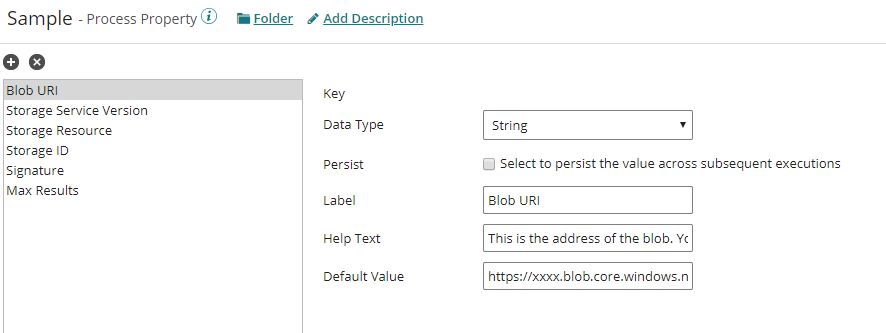 Sample - Process Property i Folder Add Description
Blob URI
Storage Service Version
Storage Resource
Storage ID
Signature
Max Results
Key
Data Type String
Persist Select to persist the value across subsequent executions
Label Blob URI
Help Text This is the address of the blob. Yo
Default Value https://xxxx.blob.core.windows.n